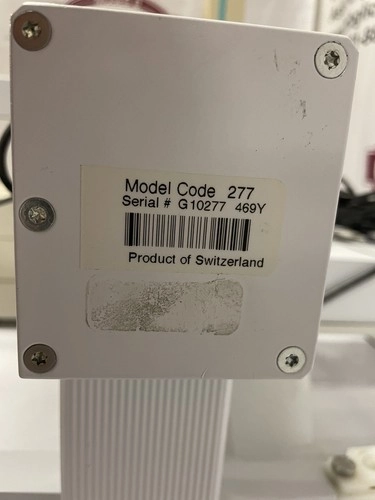 Model Code 277
Serial # G10277 469Y
Product of Switzerland